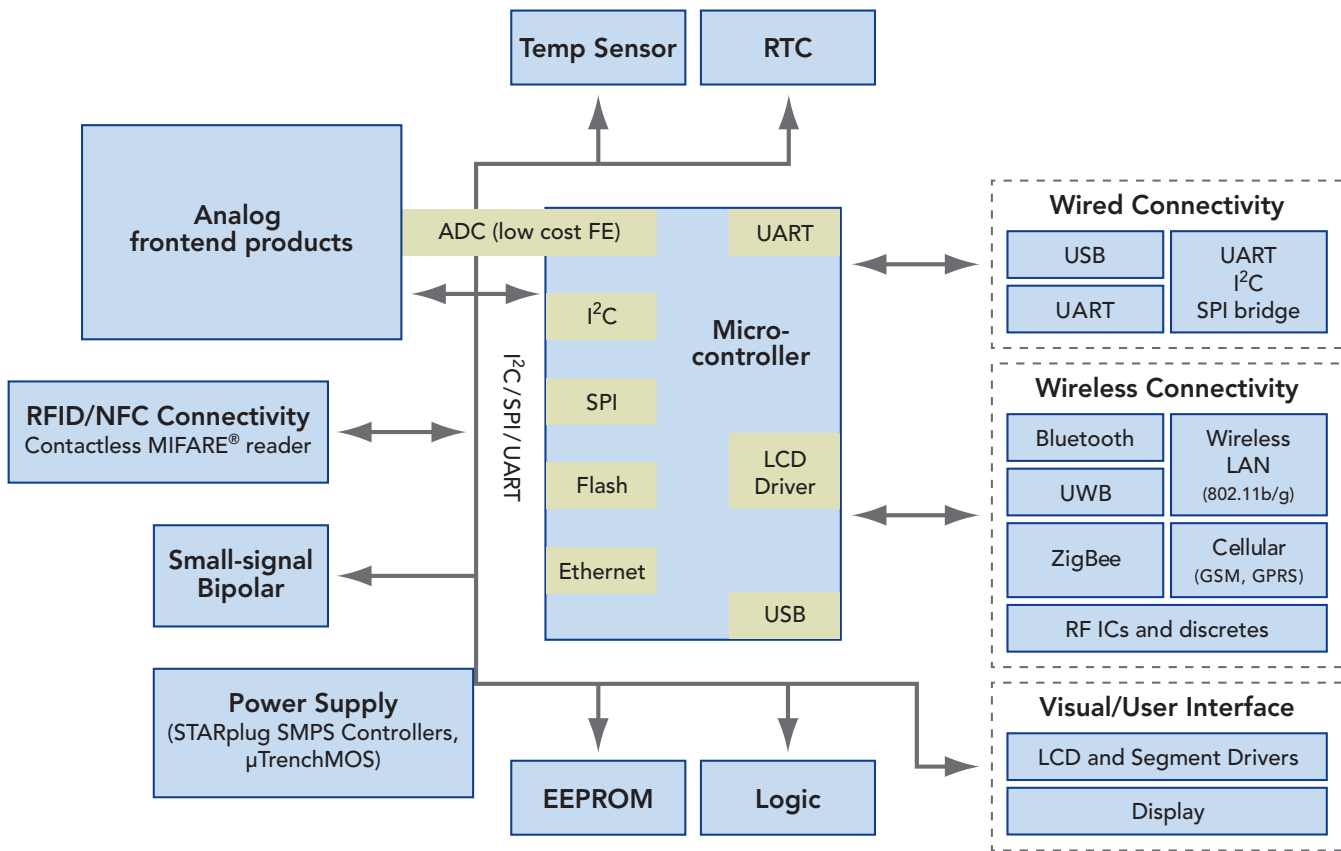 Temp Sensor
RTC
Analog
frontend products
ADC (low cost FE)
UART
I²C
Micro-
controller
SPI
Flash
LCD
Driver
Ethernet
USB
I²C/SPI/UART
RFID/NFC Connectivity
Contactless MIFARE® reader
Small-signal
Bipolar
Power Supply
(STARplug SMPS Controllers,
µTrenchMOS)
EEPROM
Logic
Wired Connectivity
USB
UART
UART
I²C
SPI bridge
Wireless Connectivity
Bluetooth
UWB
Wireless
LAN
(802.11b/g)
ZigBee
Cellular
(GSM, GPRS)
RF ICs and discretes
Visual/User Interface
LCD and Segment Drivers
Display